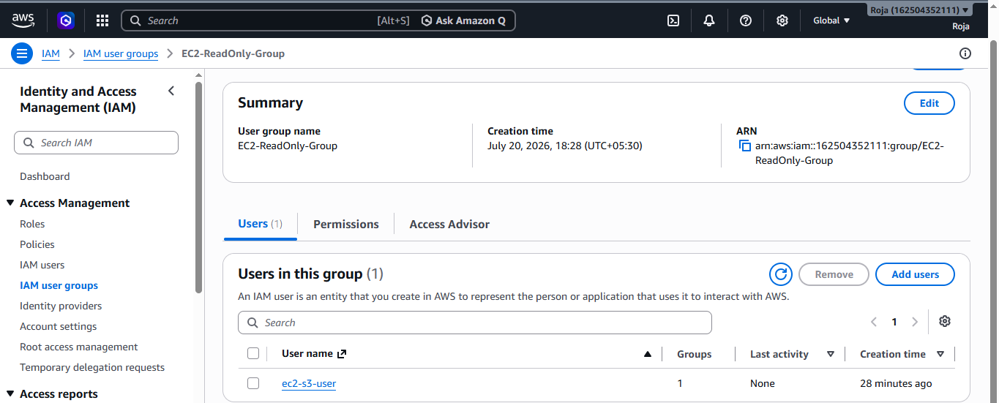 aws
Search [Alt+S] Ask Amazon Q
Global
Roja (162504352111)
Roja
IAM > IAM user groups > EC2-ReadOnly-Group
Identity and Access
Management (IAM)
Search IAM
Dashboard
Access Management
Roles
Policies
IAM users
IAM user groups
Identity providers
Account settings
Root access management
Temporary delegation requests
Access reports
Summary
Edit
User group name
EC2-ReadOnly-Group
Creation time
July 20, 2026, 18:28 (UTC+05:30)
ARN
arn:aws:iam::162504352111:group/EC2-
ReadOnly-Group
Users (1) Permissions Access Advisor
Users in this group (1)
Remove Add users
An IAM user is an entity that you create in AWS to represent the person or application that uses it to interact with AWS.
Search
1
User name Groups Last activity Creation time
ec2-s3-user 1 None 28 minutes ago